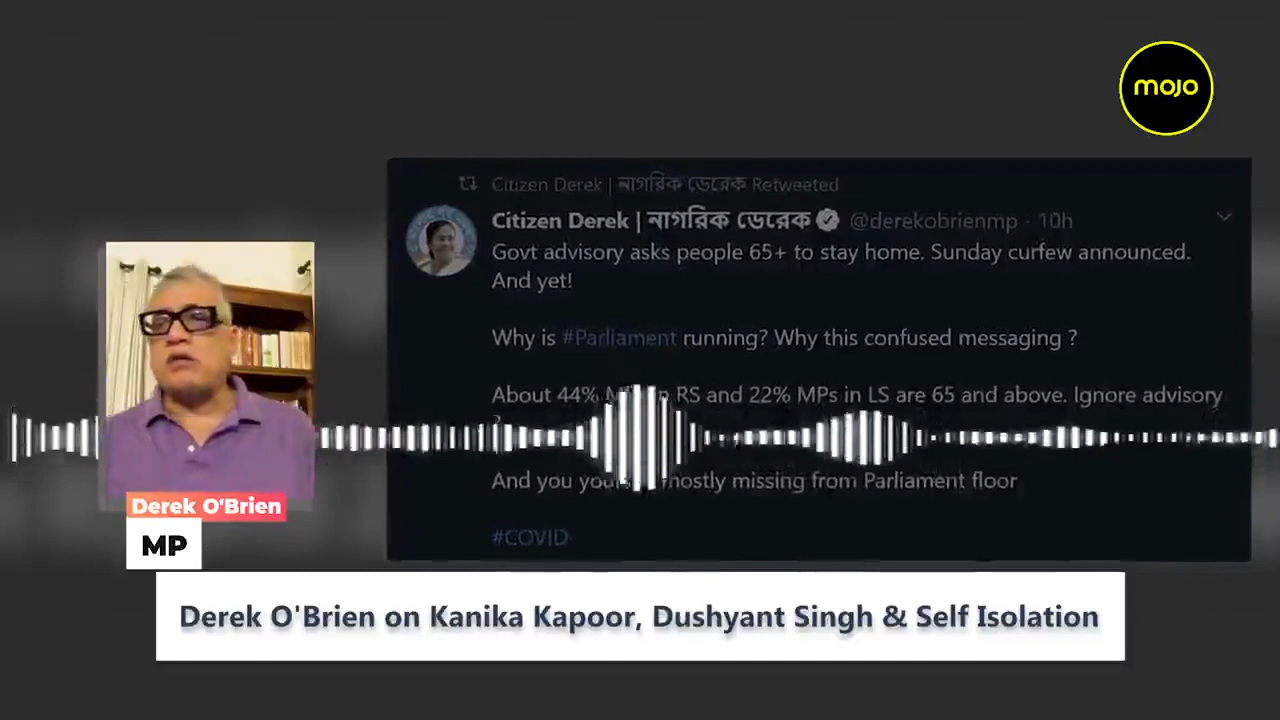 mojo
Citizen Derek | নাগরিক ডেরেক Retweeted
Citizen Derek | নাগরিক ডেরেক @derekobrienmp · 10h
Govt advisory asks people 65+ to stay home. Sunday curfew announced.
And yet!
Why is #Parliament running? Why this confused messaging ?
About 44% in RS and 22% MPs in LS are 65 and above. Ignore advisory
?
And you mostly missing from Parliament floor
#COVID
Derek O'Brien
MP
Derek O'Brien on Kanika Kapoor, Dushyant Singh & Self Isolation